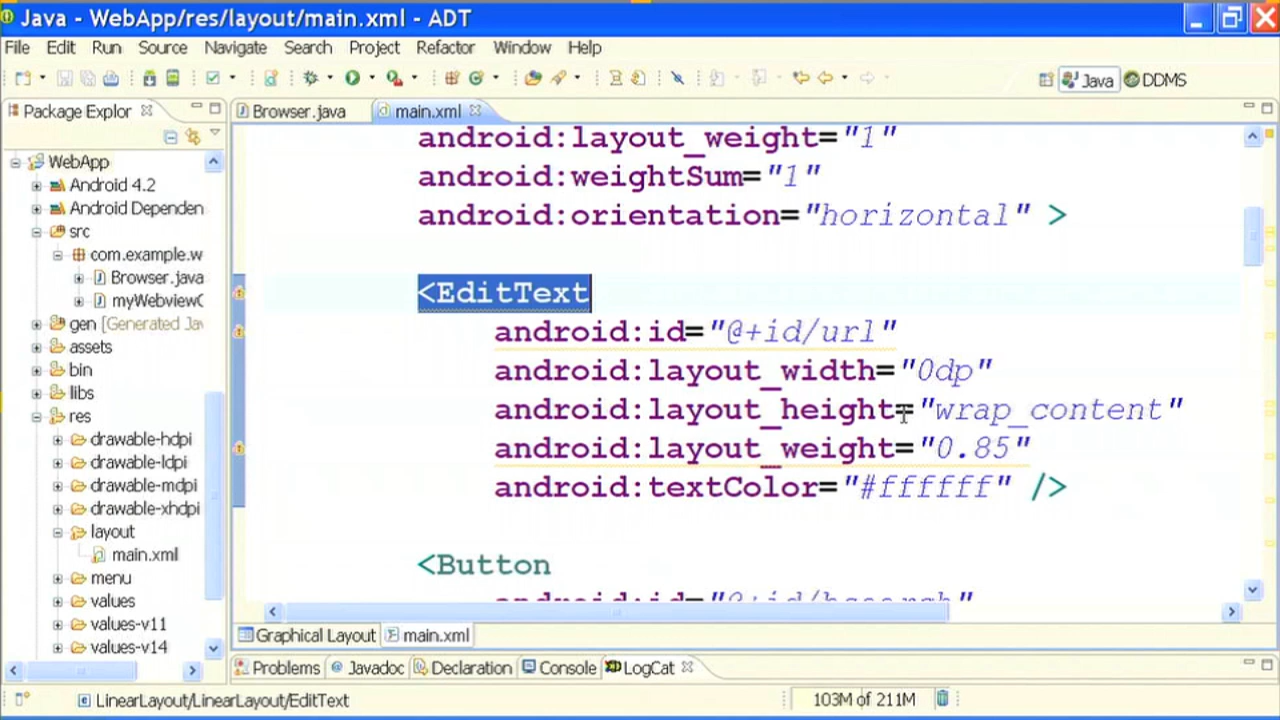 Java - WebApp/res/layout/main.xml - ADT
File Edit Run Source Navigate Search Project Refactor Window Help
Java DDMS
Package Explor
Browser.java main.xml
WebApp
Android 4.2
Android Dependen
src
com.example.w
Browser.java
myWebviewC
gen [Generated Jav
assets
bin
libs
res
drawable-hdpi
drawable-ldpi
drawable-mdpi
drawable-xhdpi
layout
main.xml
menu
values
values-v11
values-v14
android:layout_weight="1"
android:weightSum="1"
android:orientation="horizontal" >
<EditText
android:id="@+id/url"
android:layout_width="0dp"
android:layout_height="wrap_content"
android:layout_weight="0.85"
android:textColor="#ffffff" />
<Button
android:id="@+id/bsearch"
Graphical Layout main.xml
Problems @ Javadoc Declaration Console LogCat
LinearLayout/LinearLayout/EditText
103M of 211M